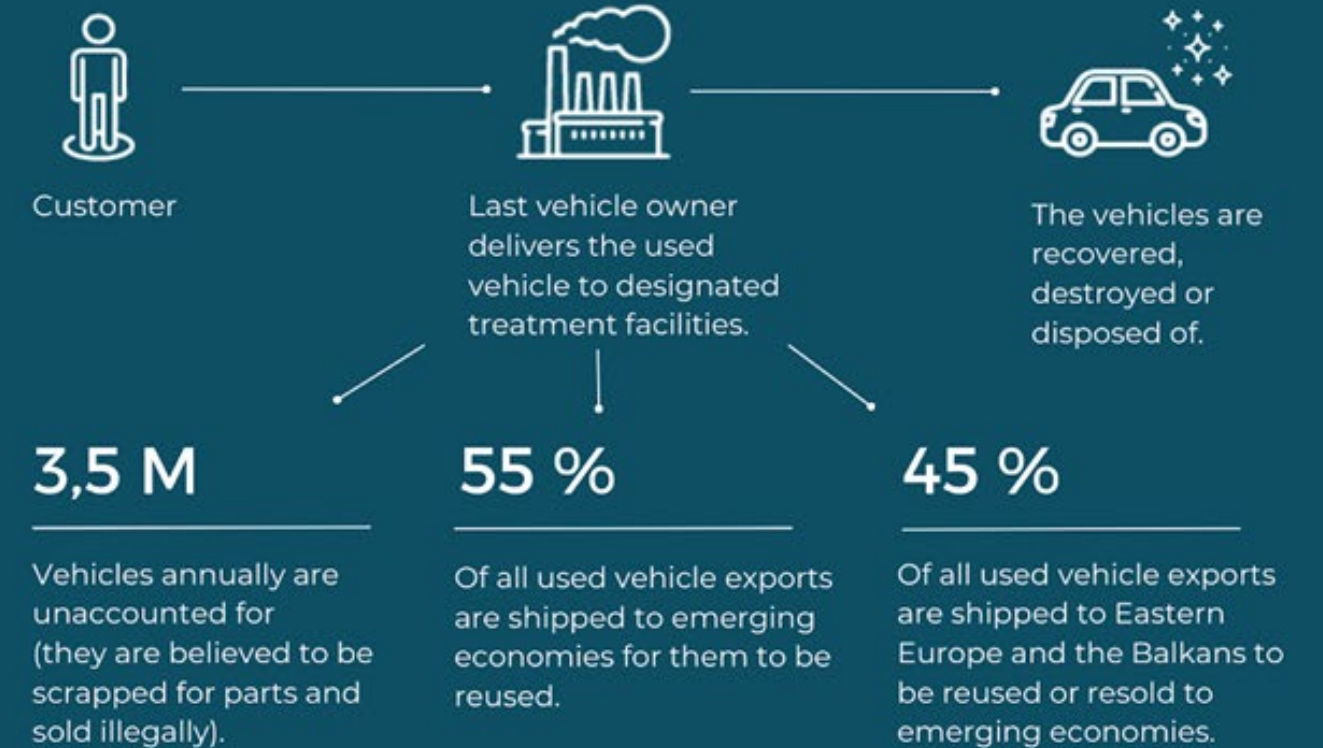 Customer
Last vehicle owner
delivers the used
vehicle to designated
treatment facilities.
The vehicles are
recovered,
destroyed or
disposed of.
3,5 M
Vehicles annually are
unaccounted for
(they are believed to be
scrapped for parts and
sold illegally).
55 %
Of all used vehicle exports
are shipped to emerging
economies for them to be
reused.
45 %
Of all used vehicle exports
are shipped to Eastern
Europe and the Balkans to
be reused or resold to
emerging economies.